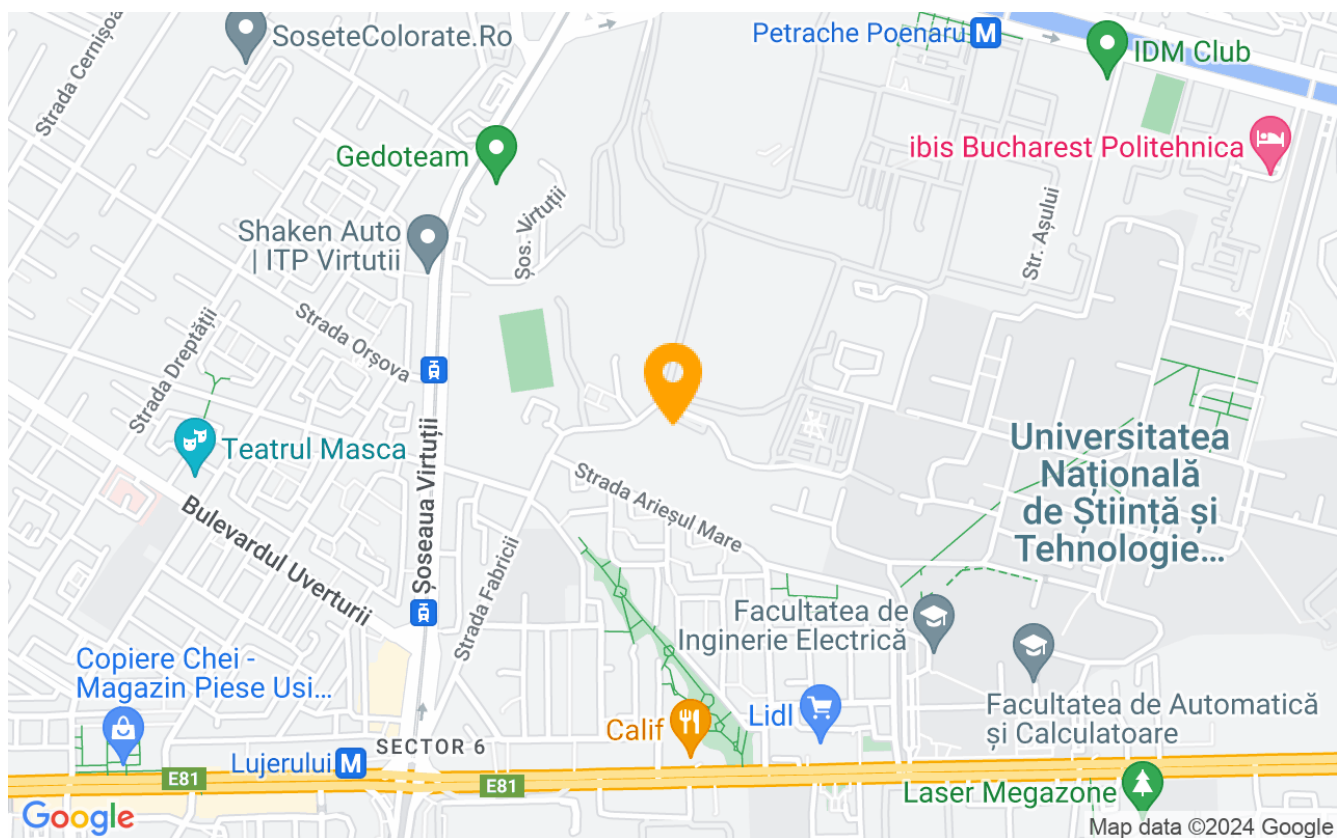 Strada Cernișoa
SoseteColorate.Ro
Petrache Poenaru
M
IDM Club
Gedoteam
ibis Bucharest Politehnica
Șos. Virtuții
Str. Așului
Shaken Auto
| ITP Virtutii
Strada Orșova
Strada Dreptății
Șoseaua Virtuții
Teatrul Masca
Universitatea
Națională
de Știință și
Tehnologie...
Strada Arieșul Mare
Bulevardul Uverturii
Strada Fabricii
Facultatea de
Inginerie Electrică
Copiere Chei -
Magazin Piese Usi...
Facultatea de Automatică
și Calculatoare
Calif
Lidl
Lujerului
M
SECTOR 6
E81
E81
Laser Megazone
Google
Map data ©2024 Google